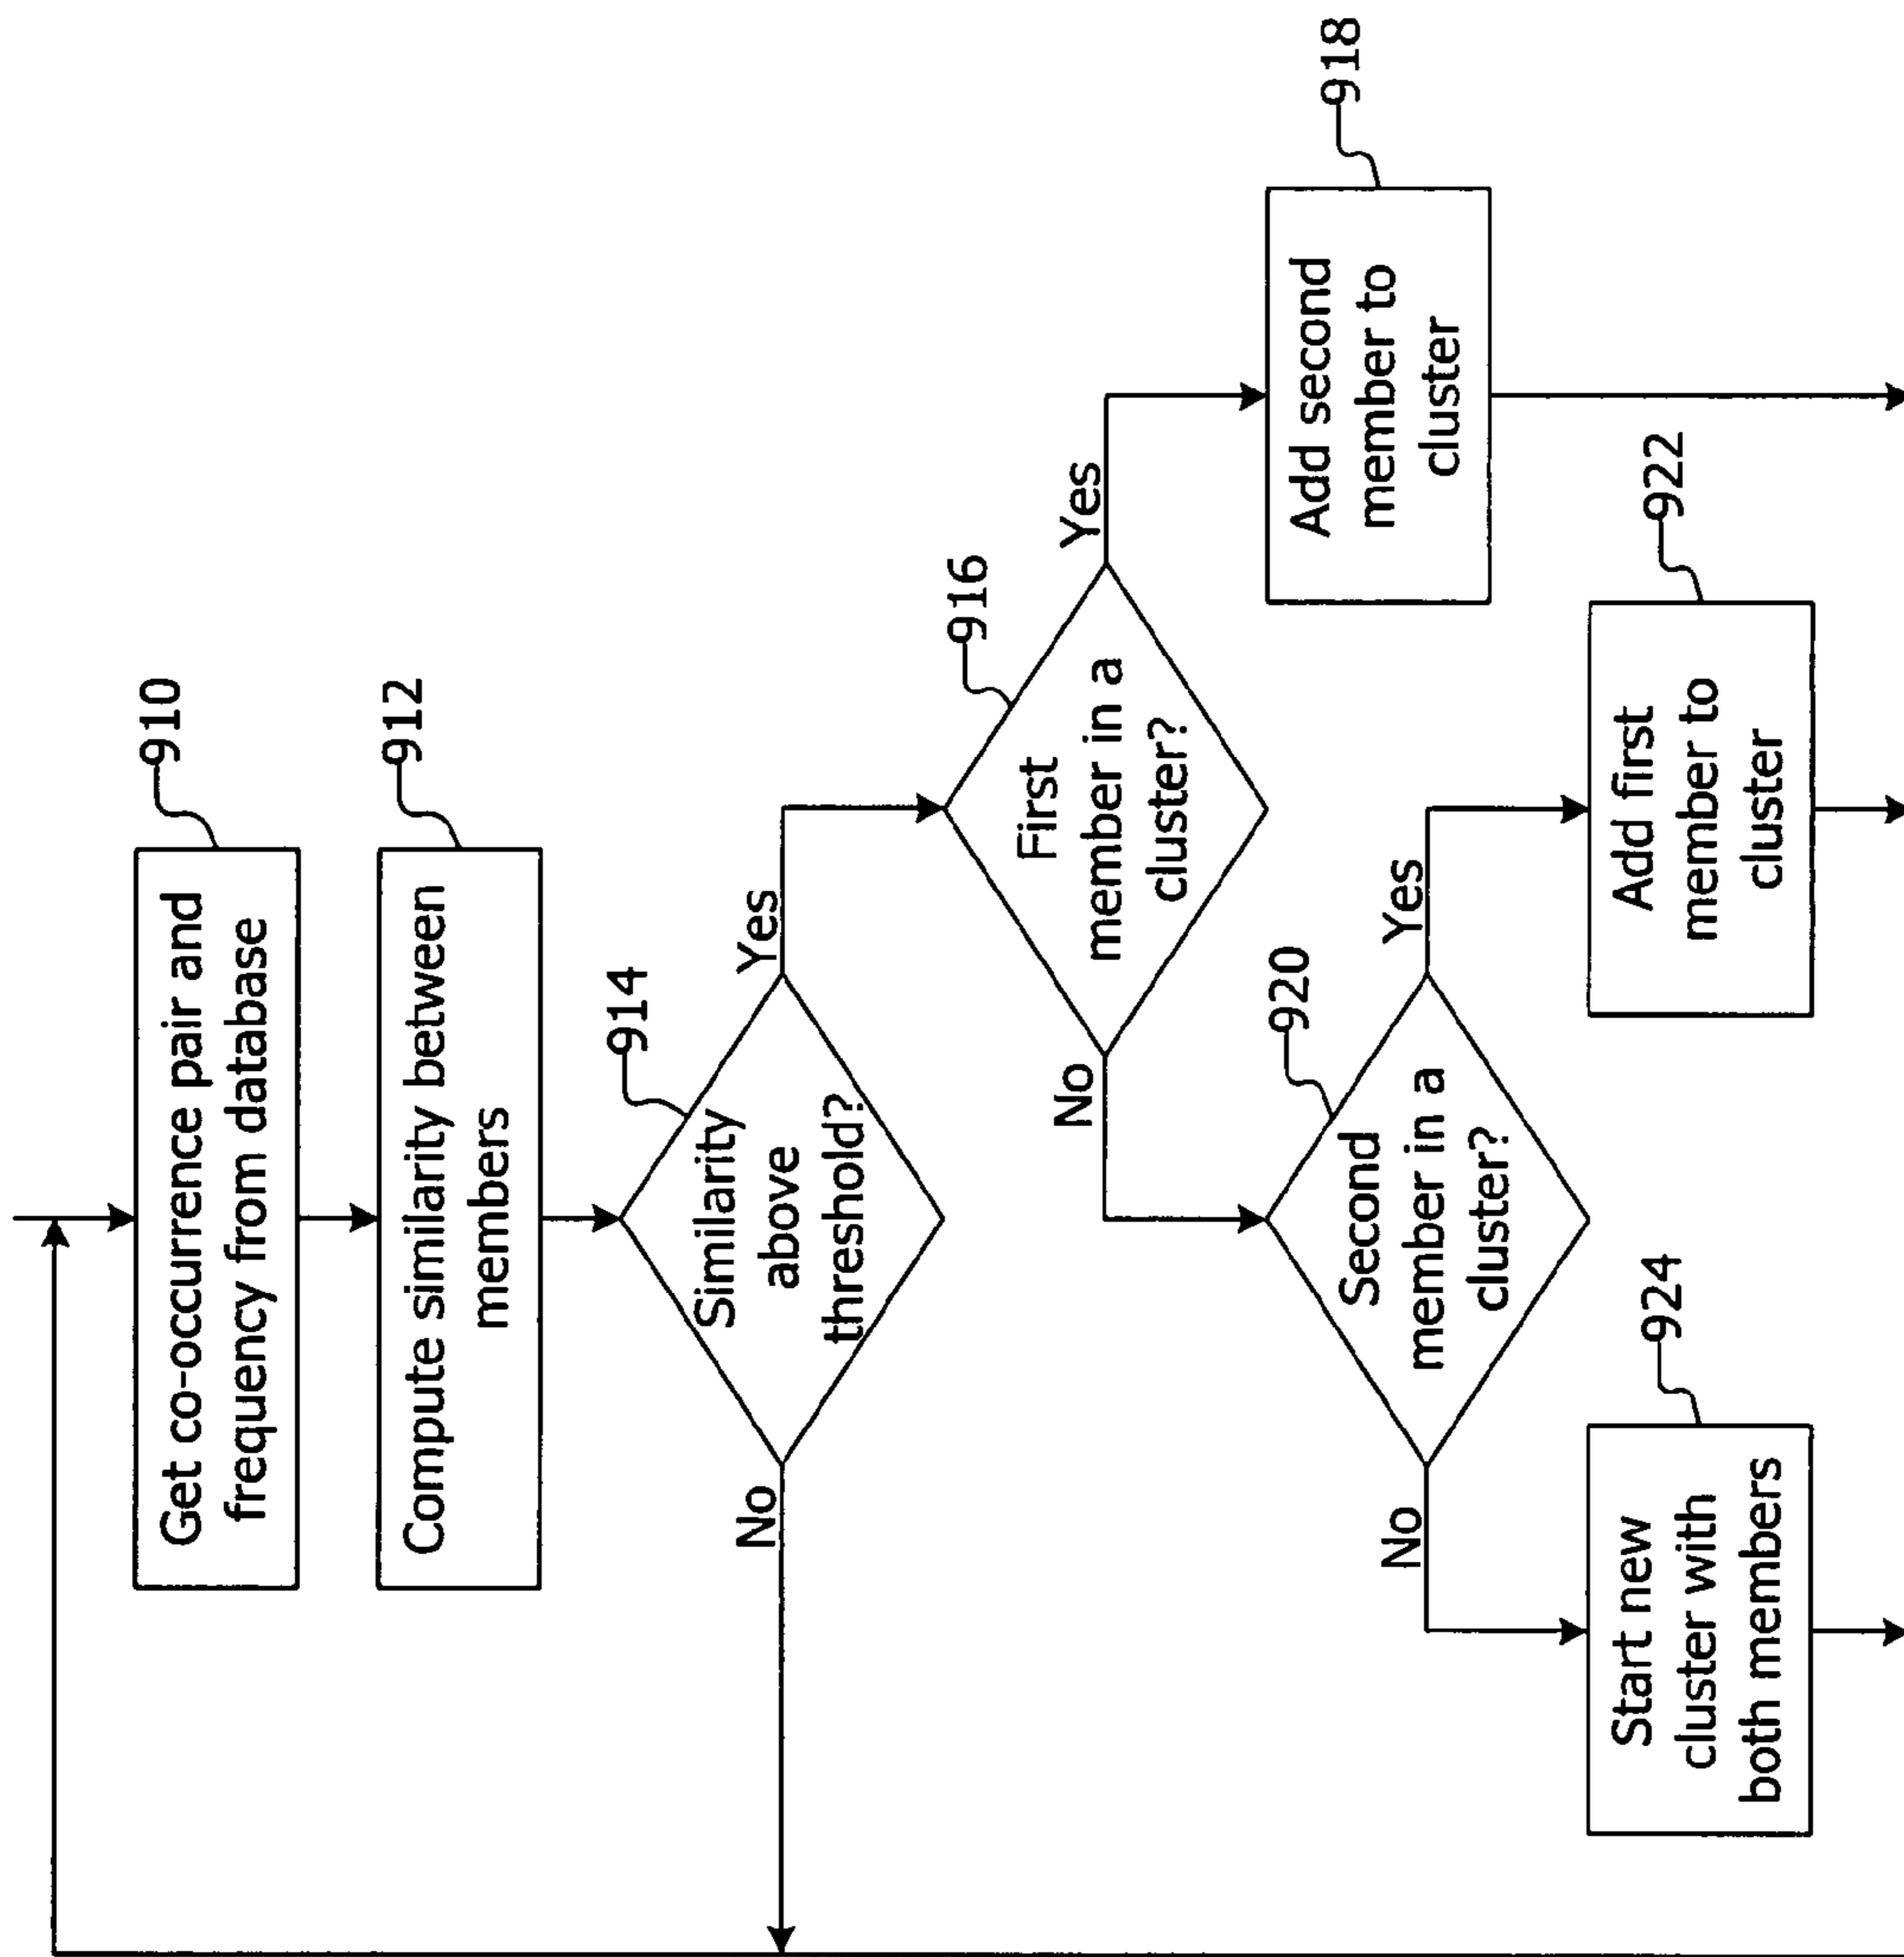 910
Get co-occurrence pair and
frequency from database
912
Compute similarity between
members
914
Similarity
above
threshold?
No
Yes
916
First
member in a
cluster?
No
Yes
918
Add second
member to
cluster
920
Second
member in a
cluster?
No
Yes
922
Add first
member to
cluster
924
Start new
cluster with
both members